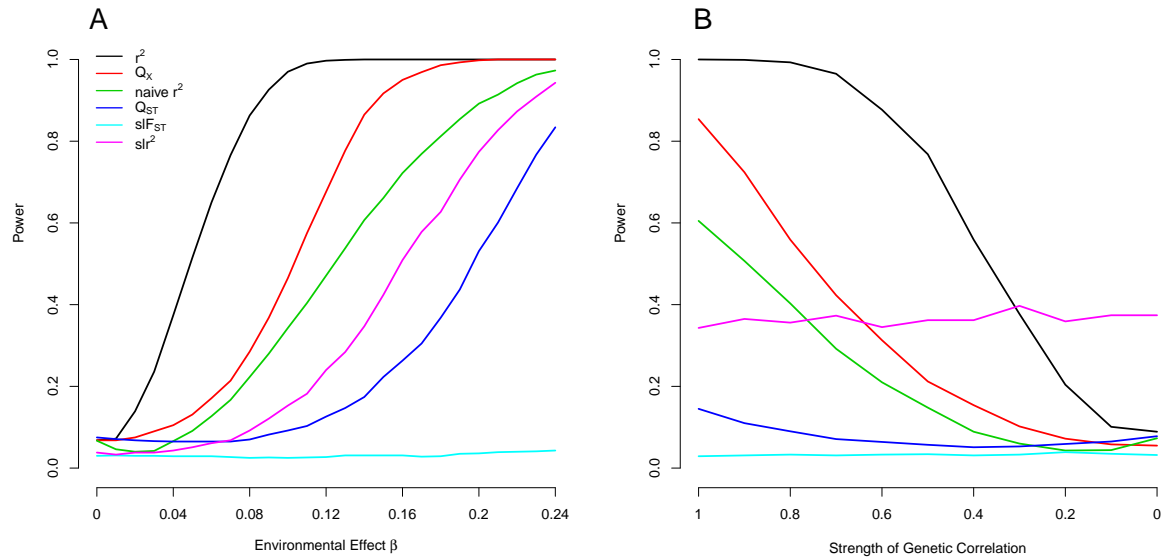 A
Power
0.0
0.2
0.4
0.6
0.8
1.0
r²
Q_X
naive r²
Q_ST
slF_ST
slr²
0
0.04
0.08
0.12
0.16
0.2
0.24
Environmental Effect β
B
Power
0.0
0.2
0.4
0.6
0.8
1.0
1
0.8
0.6
0.4
0.2
0
Strength of Genetic Correlation